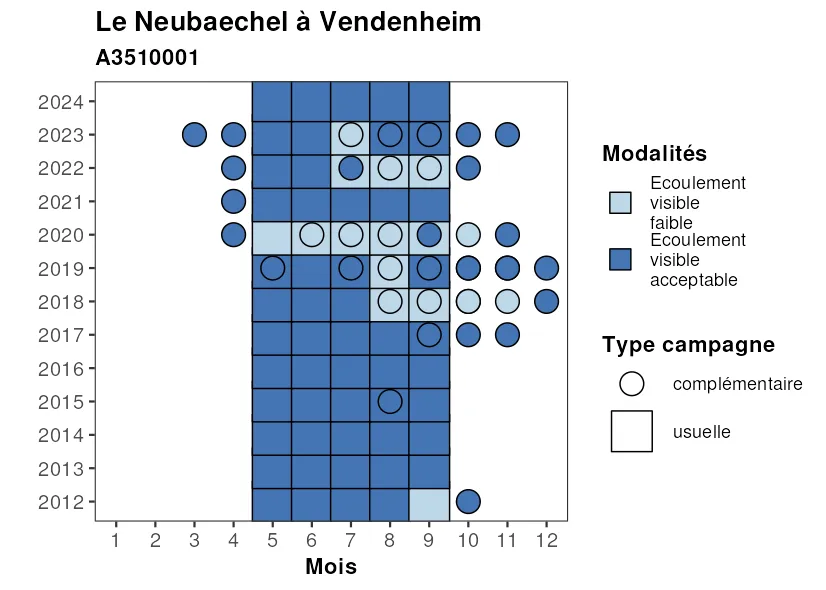 Le Neubaechel à Vendenheim
A3510001
2024
2023
2022
2021
2020
2019
2018
2017
2016
2015
2014
2013
2012
1 2 3 4 5 6 7 8 9 10 11 12
Mois
Modalités
Ecoulement
visible
faible
Ecoulement
visible
acceptable
Type campagne
complémentaire
usuelle